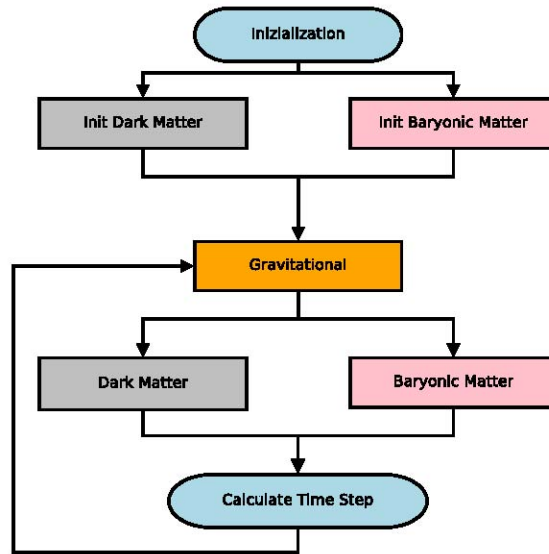 Inizialization
Init Dark Matter
Init Baryonic Matter
Gravitational
Dark Matter
Baryonic Matter
Calculate Time Step